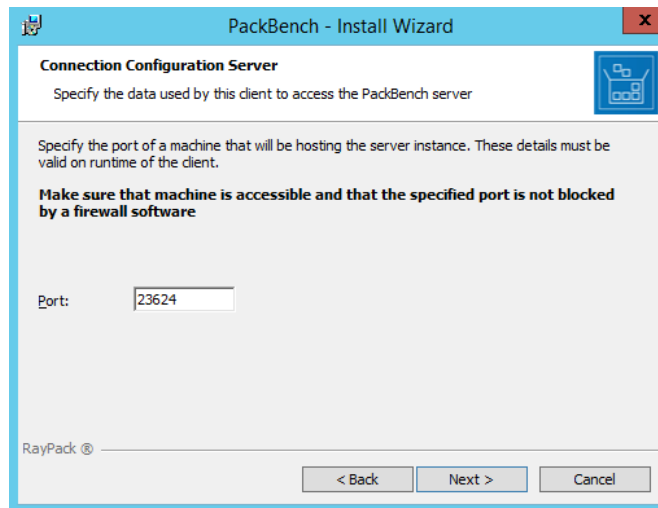 PackBench - Install Wizard
x
Connection Configuration Server
Specify the data used by this client to access the PackBench server
Specify the port of a machine that will be hosting the server instance. These details must be
valid on runtime of the client.
Make sure that machine is accessible and that the specified port is not blocked
by a firewall software
Port: 23624
RayPack ®
< Back Next > Cancel